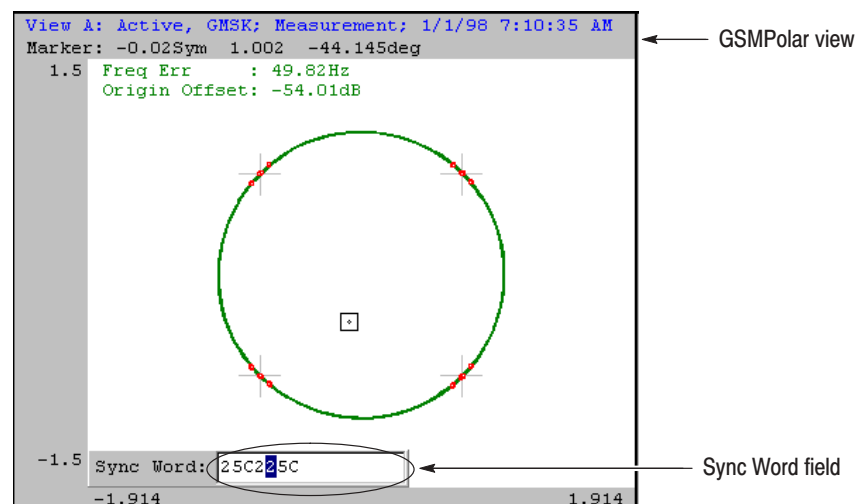 View A: Active, GMSK; Measurement; 1/1/98 7:10:35 AM
Marker: -0.02Sym 1.002 -44.145deg
GSMPolar view
1.5 Freq Err : 49.82Hz
Origin Offset: -54.01dB
-1.5 Sync Word: 25C225C
Sync Word field
-1.914 1.914